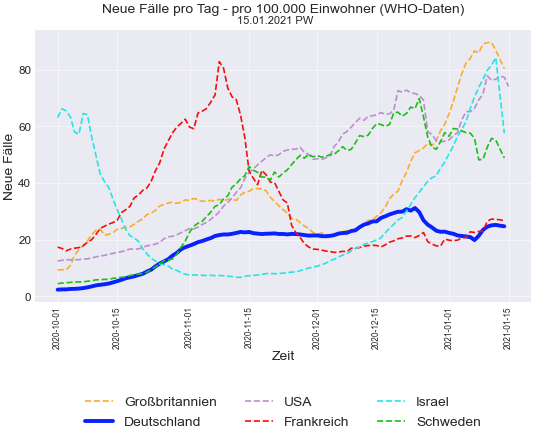 Neue Fälle pro Tag - pro 100.000 Einwohner (WHO-Daten)
15.01.2021 PW
Neue Fälle
80
60
40
20
0
2020-10-01
2020-10-15
2020-11-01
2020-11-15
2020-12-01
2020-12-15
2021-01-01
2021-01-15
Zeit
Großbritannien USA Israel
Deutschland Frankreich Schweden